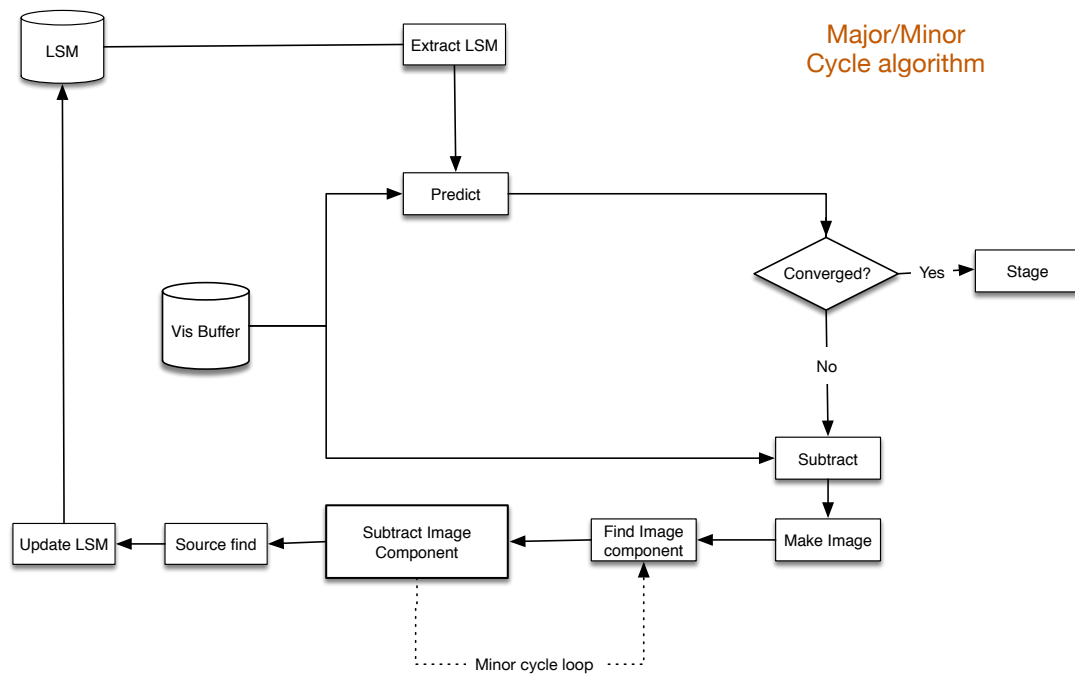 Major/Minor
Cycle algorithm
LSM
Extract LSM
Predict
Converged?
Yes
Stage
Vis Buffer
No
Subtract
Make Image
Find Image
component
Subtract Image
Component
Source find
Update LSM
Minor cycle loop